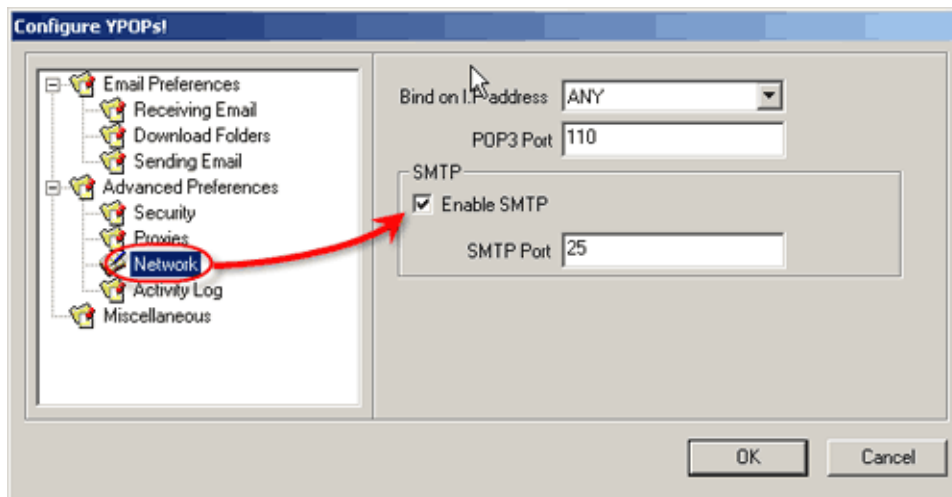 Configure YPOPs!
Email Preferences
Receiving Email
Download Folders
Sending Email
Advanced Preferences
Security
Proxies
Network
Activity Log
Miscellaneous
Bind on I.P address ANY
POP3 Port 110
SMTP
Enable SMTP
SMTP Port 25
OK Cancel